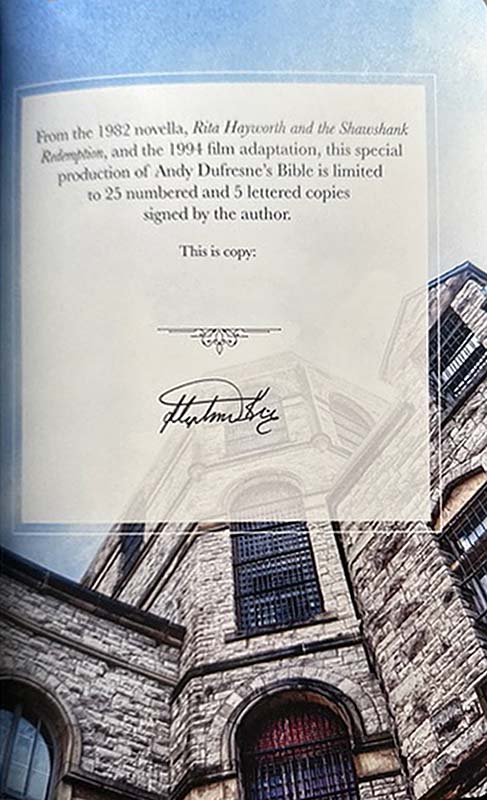 From the 1982 novella, Rita Hayworth and the Shawshank
Redemption, and the 1994 film adaptation, this special
production of Andy Dufresne's Bible is limited
to 25 numbered and 5 lettered copies
signed by the author.
This is copy:
Stephen King